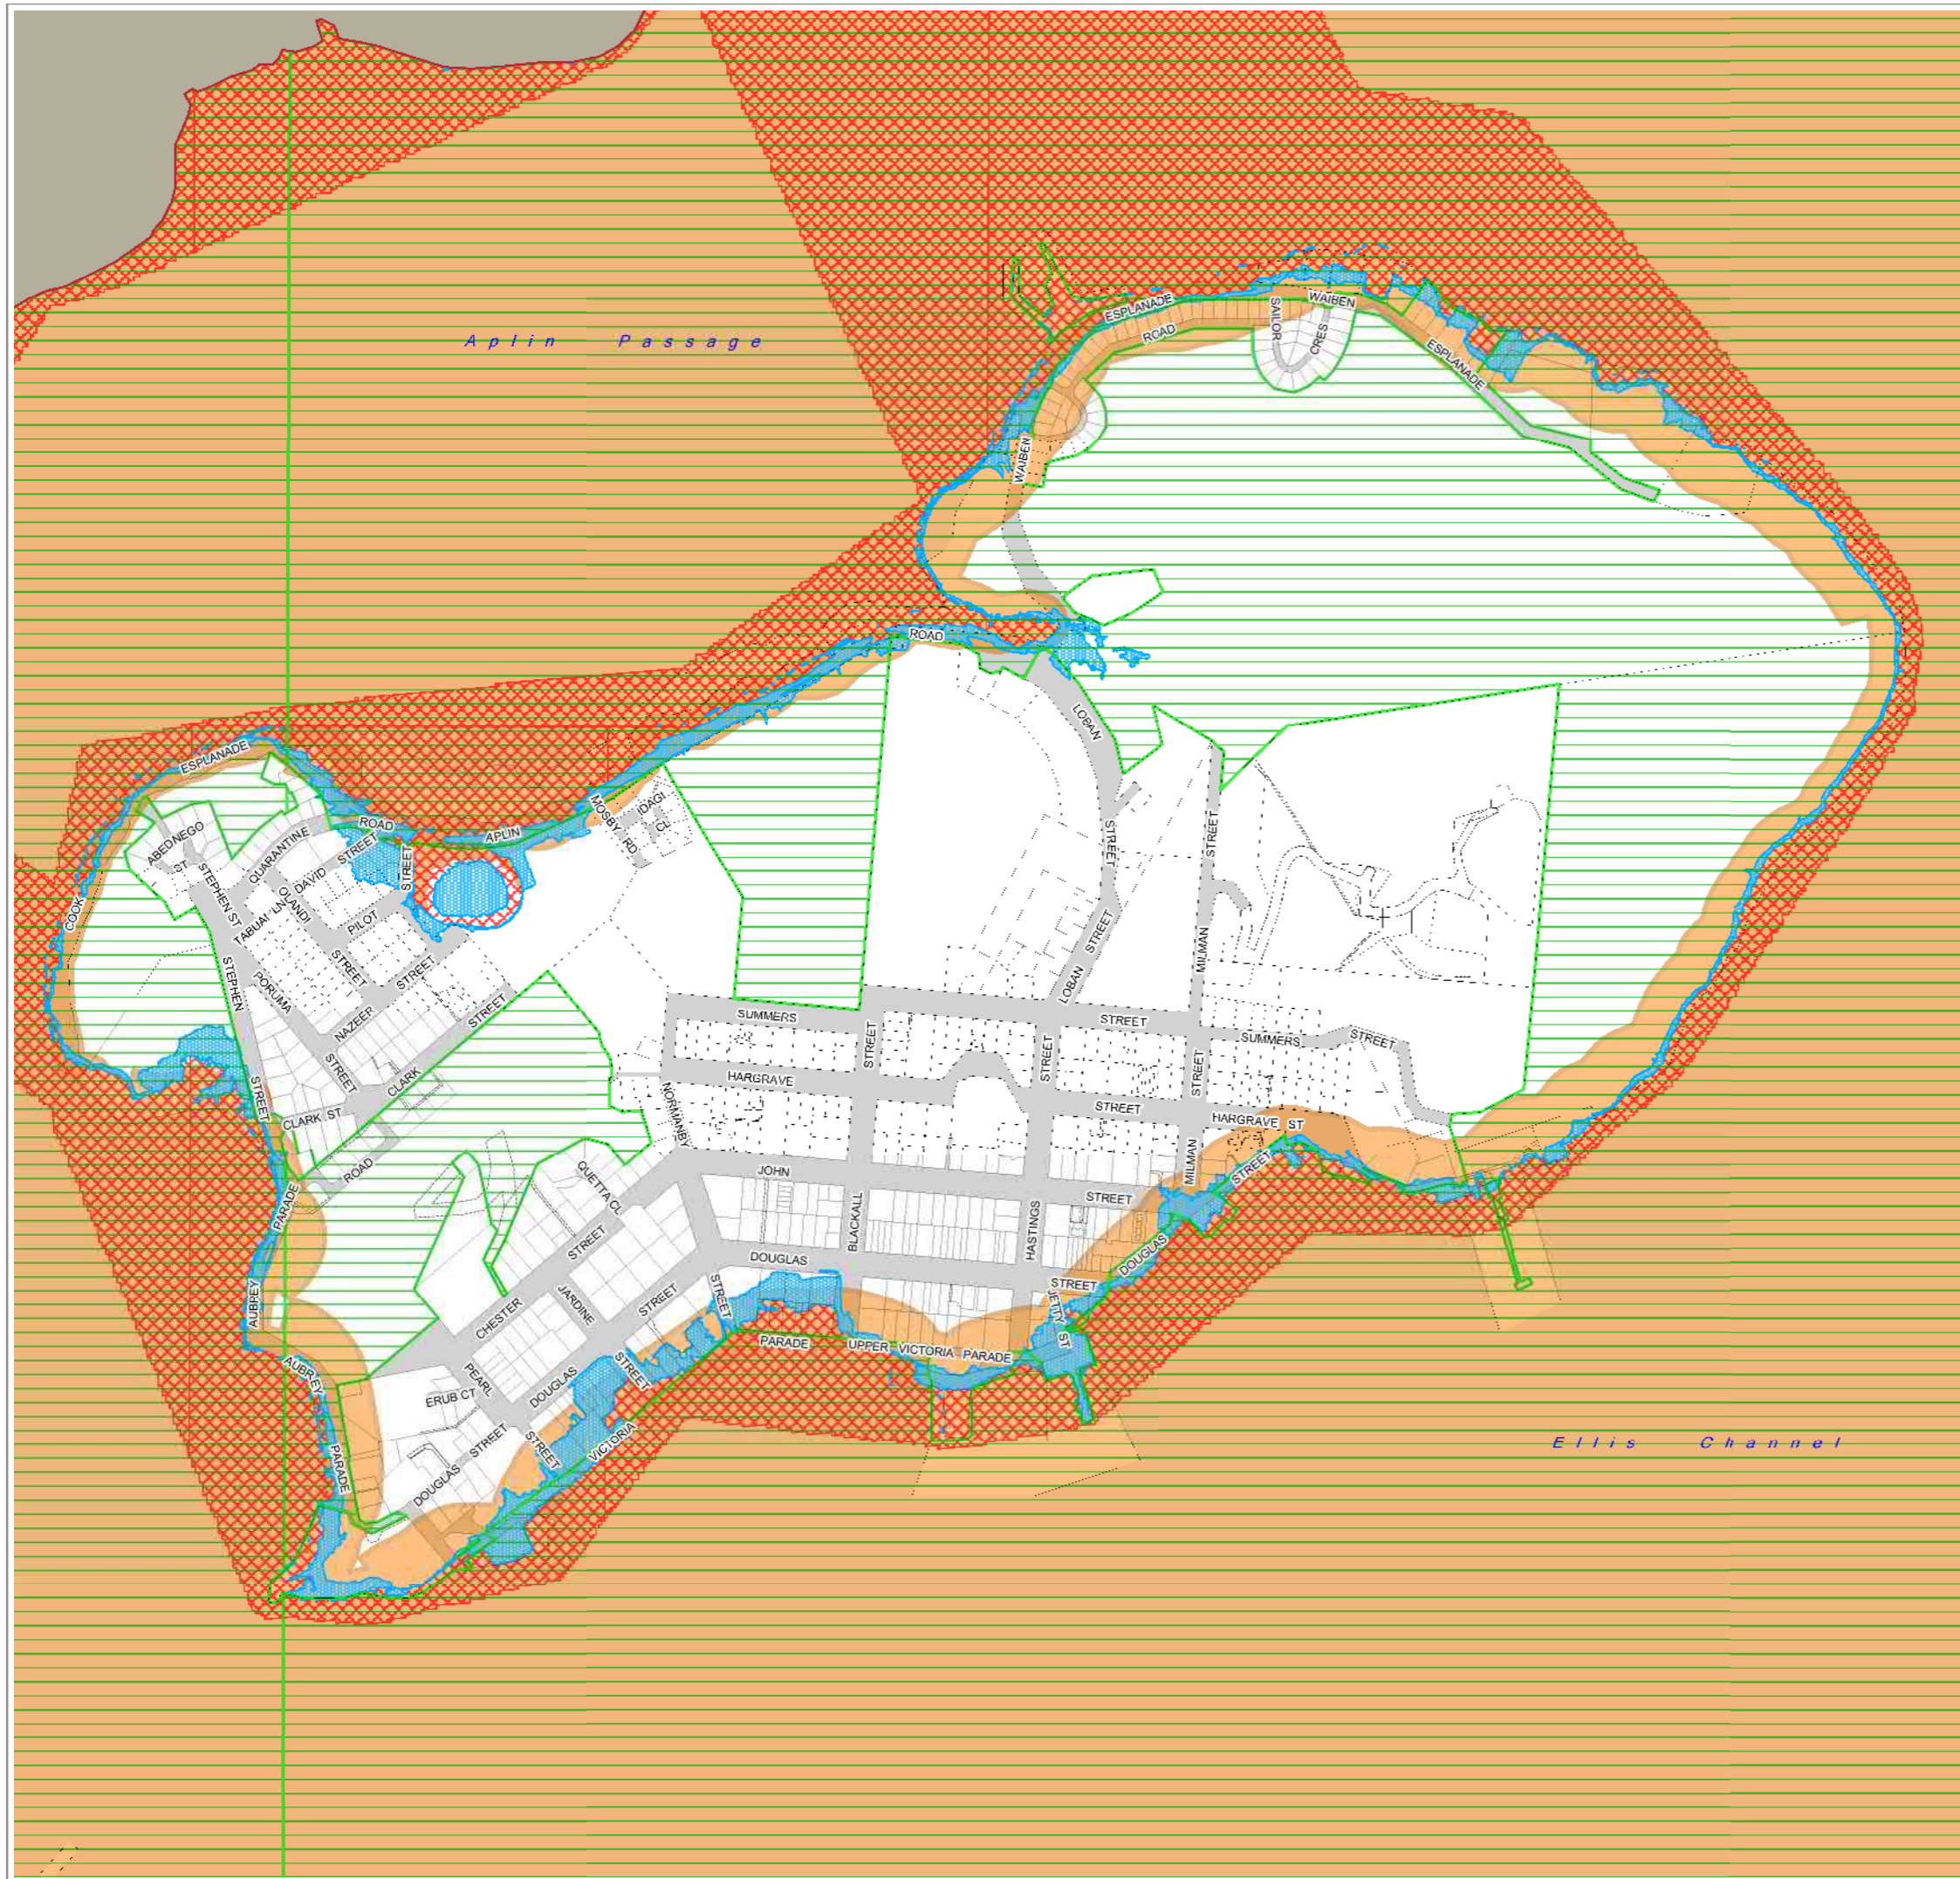 Aplin Passage
ESPLANADE
WAIBEN
ROAD
SAILOR
CRES
ESPLANADE
WAIBEN
ROAD
LOBAN
STREET
ESPLANADE
MOSBY RD
IDAGI CL
ROAD
APLIN
STREET
ABEDNEGO ST
QUARANTINE
DAVID
STREET
STEPHEN ST
OLANDI
TABUAI LN
PILOT
COOK
STREET
STREET
STEPHEN
PORUMA
NAZEER
STREET
LOBAN STREET
MILMAN
STREET
SUMMERS
STREET
STREET
SUMMERS
STREET
STREET
STREET
STREET
CLARK
STREET
HARGRAVE
STREET
HARGRAVE ST
NORMANBY
CLARK ST
ROAD
MILMAN
STREET
JOHN
STREET
QUETTA CL
STREET
PARADE
BLACKALL
HASTINGS
DOUGLAS
DOUGLAS
STREET
JETTY ST
AUBREY
CHESTER
JARDINE
STREET
STREET
PARADE
UPPER VICTORIA PARADE
AUBREY
PEARL
DOUGLAS
STREET
ERUB CT
PARADE
DOUGLAS
STREET
STREET
VICTORIA
Ellis Channel